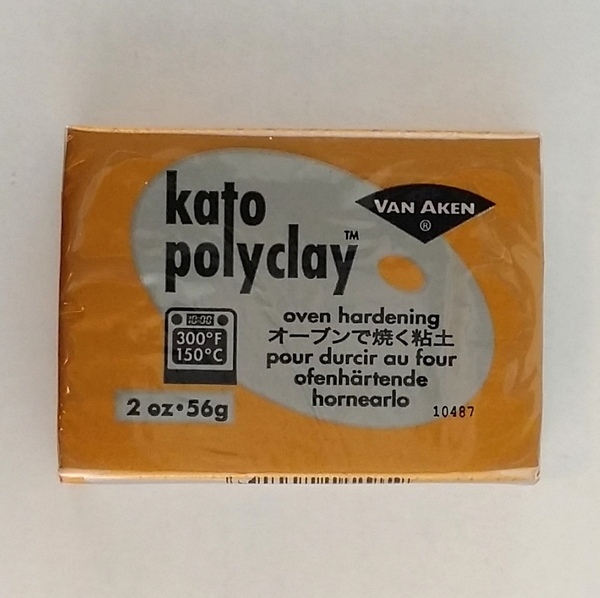 kato
polyclay™
VAN AKEN
®
10:00
300°F
150°C
oven hardening
オーブンで焼く粘土
pour durcir au four
ofenhärtende
hornearlo
2 oz•56g
10487